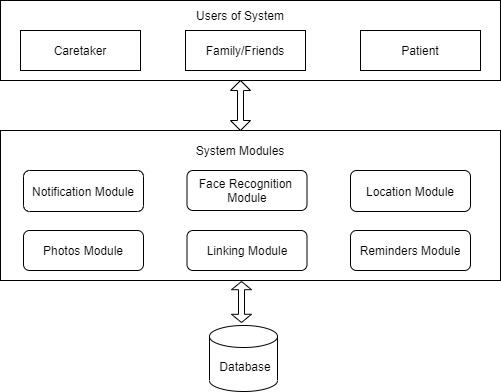 Users of System
Caretaker
Family/Friends
Patient
System Modules
Notification Module
Face Recognition
Module
Location Module
Photos Module
Linking Module
Reminders Module
Database